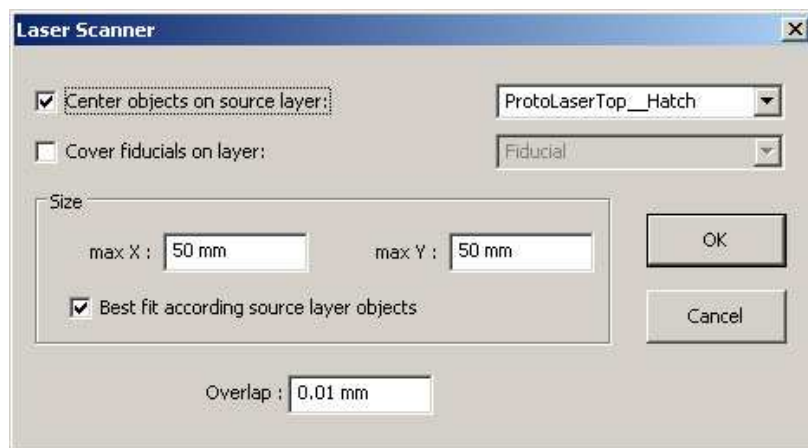 Laser Scanner
Center objects on source layer: ProtoLaserTop__Hatch
Cover fiducials on layer: Fiducial
Size
max X : 50 mm max Y : 50 mm
Best fit according source layer objects
OK
Cancel
Overlap : 0.01 mm